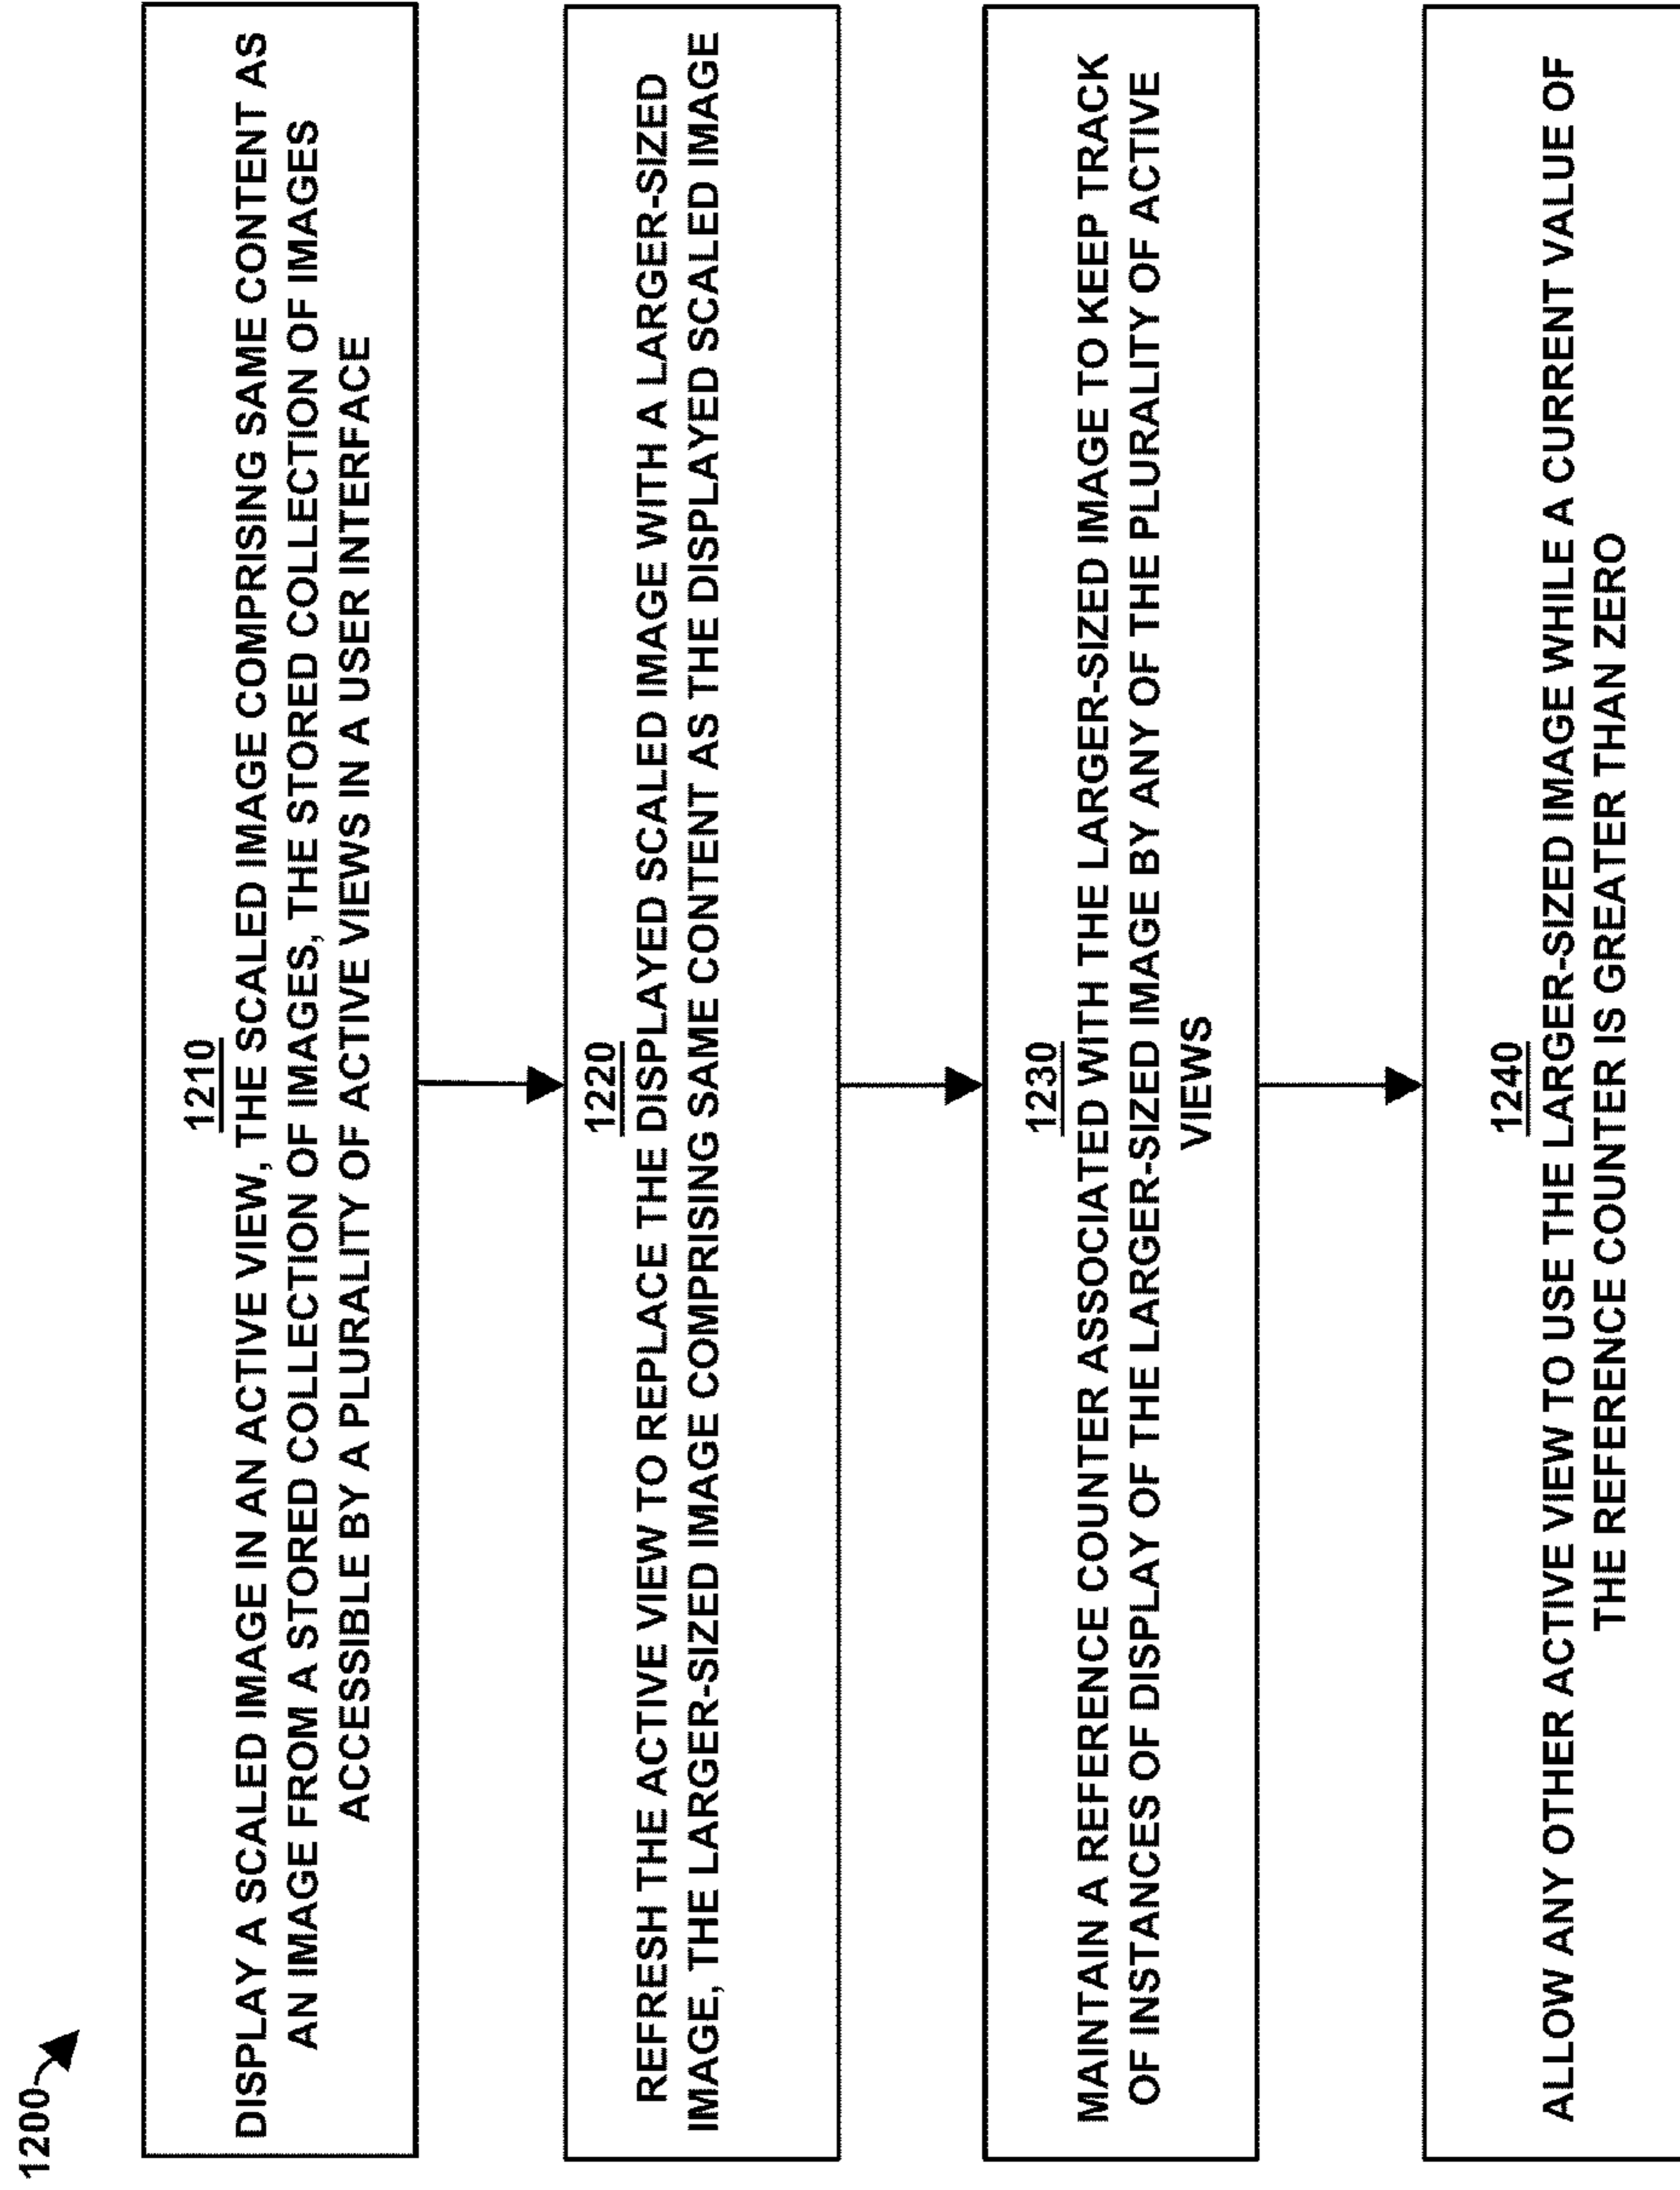 1200
1210
DISPLAY A SCALED IMAGE IN AN ACTIVE VIEW, THE SCALED IMAGE COMPRISING SAME CONTENT AS
AN IMAGE FROM A STORED COLLECTION OF IMAGES, THE STORED COLLECTION OF IMAGES
ACCESSIBLE BY A PLURALITY OF ACTIVE VIEWS IN A USER INTERFACE
1220
REFRESH THE ACTIVE VIEW TO REPLACE THE DISPLAYED SCALED IMAGE WITH A LARGER-SIZED
IMAGE, THE LARGER-SIZED IMAGE COMPRISING SAME CONTENT AS THE DISPLAYED SCALED IMAGE
1230
MAINTAIN A REFERENCE COUNTER ASSOCIATED WITH THE LARGER-SIZED IMAGE TO KEEP TRACK
OF INSTANCES OF DISPLAY OF THE LARGER-SIZED IMAGE BY ANY OF THE PLURALITY OF ACTIVE
VIEWS
1240
ALLOW ANY OTHER ACTIVE VIEW TO USE THE LARGER-SIZED IMAGE WHILE A CURRENT VALUE OF
THE REFERENCE COUNTER IS GREATER THAN ZERO